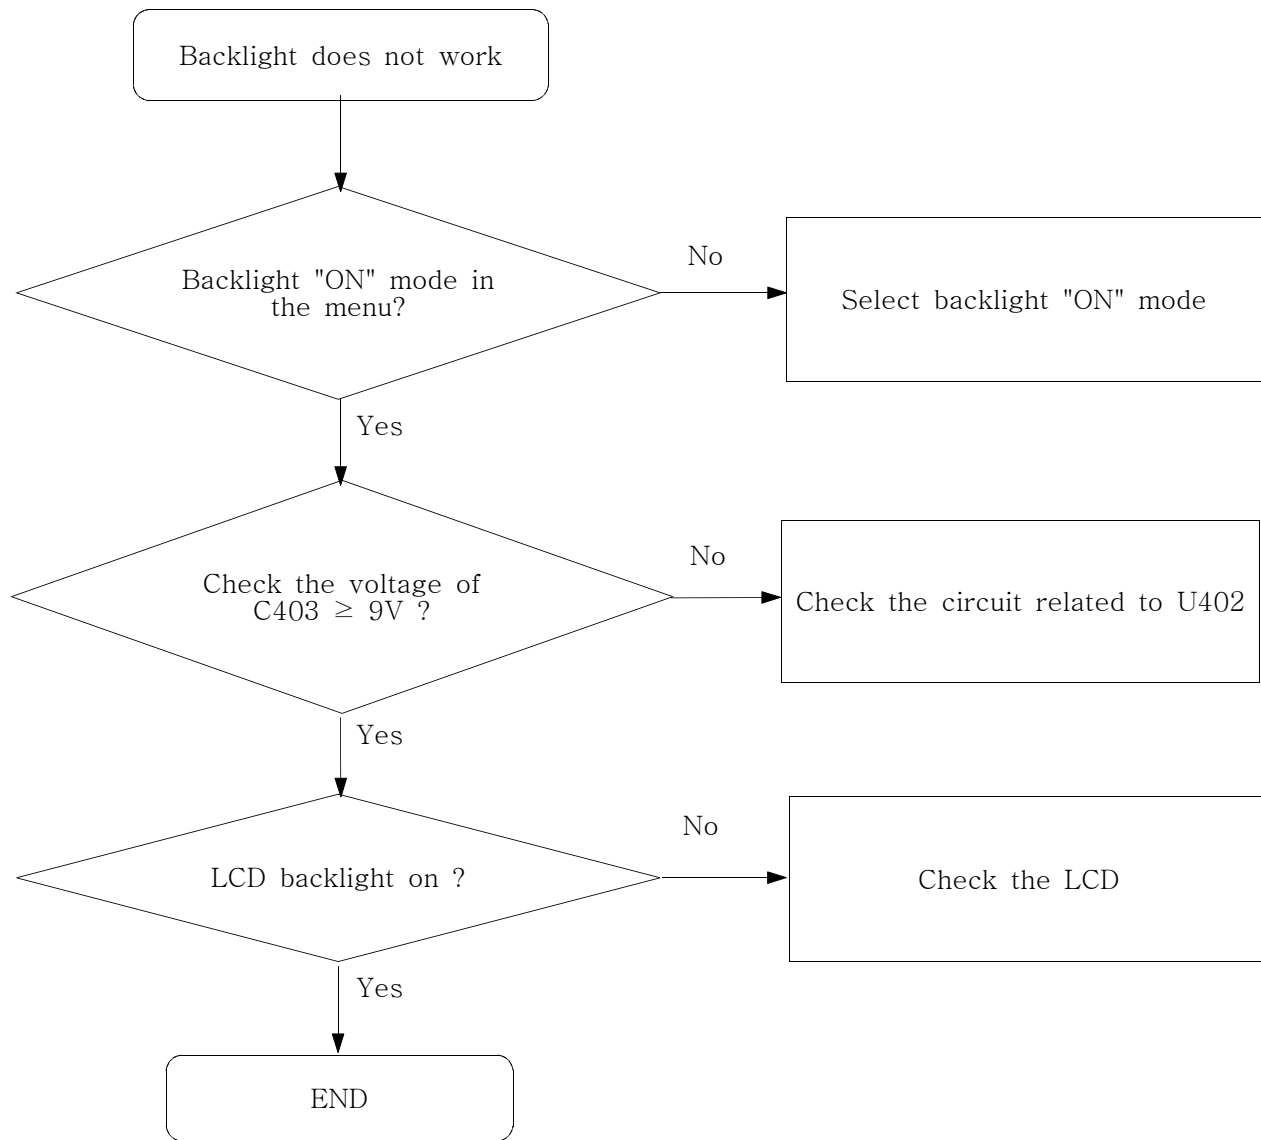 Backlight does not work
Backlight "ON" mode in
the menu?
No
Select backlight "ON" mode
Yes
Check the voltage of
C403 ≥ 9V ?
No
Check the circuit related to U402
Yes
LCD backlight on ?
No
Check the LCD
Yes
END